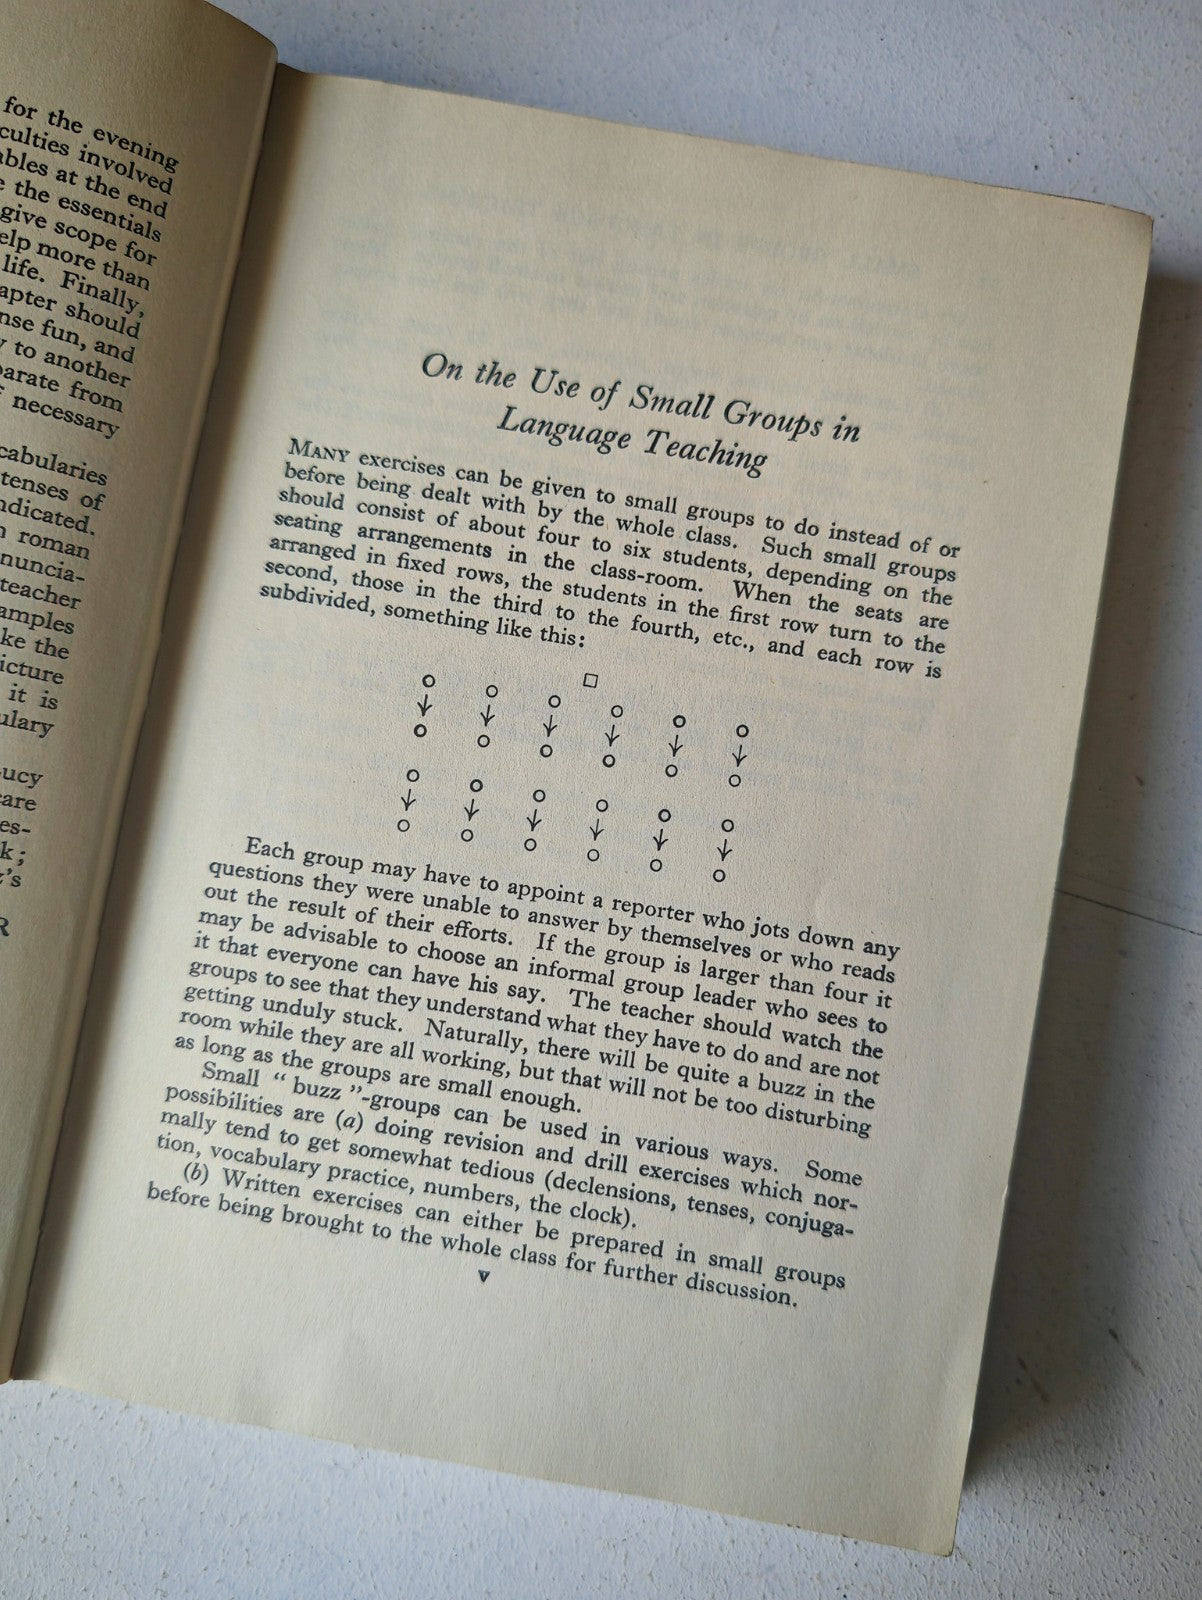 for the evening
culties involved
ables at the end
the essentials
give scope for
elp more than
life. Finally,
apter should
nse fun, and
to another
parate from
necessary
cabularies
tenses of
ndicated.
roman
nuncia-
teacher
amples
ke the
icture
it is
ulary
ucy
care
es-
k;
z's
R
On the Use of Small Groups in
Language Teaching
MANY exercises can be given to small groups to do instead of or
before being dealt with by the whole class. Such small groups
should consist of about four to six students, depending on the
seating arrangements in the class-room. When the seats are
arranged in fixed rows, the students in the first row turn to the
second, those in the third to the fourth, etc., and each row is
subdivided, something like this:
Each group may have to appoint a reporter who jots down any
questions they were unable to answer by themselves or who reads
out the result of their efforts. If the group is larger than four it
may be advisable to choose an informal group leader who sees to
it that everyone can have his say. The teacher should watch the
groups to see that they understand what they have to do and are not
getting unduly stuck. Naturally, there will be quite a buzz in the
room while they are all working, but that will not be too disturbing
as long as the groups are small enough.
Small "buzz"-groups can be used in various ways. Some
possibilities are (a) doing revision and drill exercises which nor-
mally tend to get somewhat tedious (declensions, tenses, conjuga-
tion, vocabulary practice, numbers, the clock).
(b) Written exercises can either be prepared in small groups
before being brought to the whole class for further discussion.
v